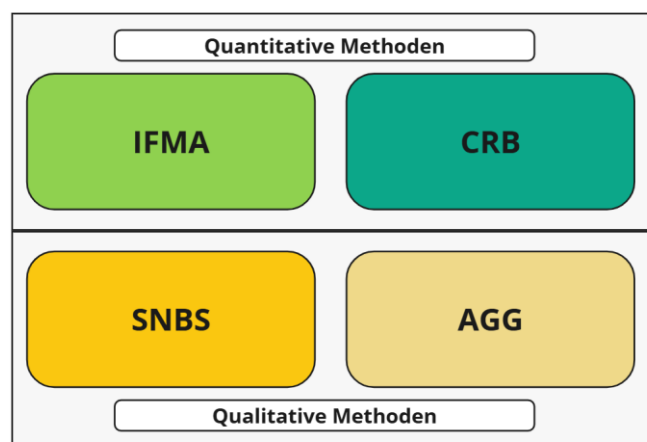 Quantitative Methoden
IFMA
CRB
SNBS
AGG
Qualitative Methoden